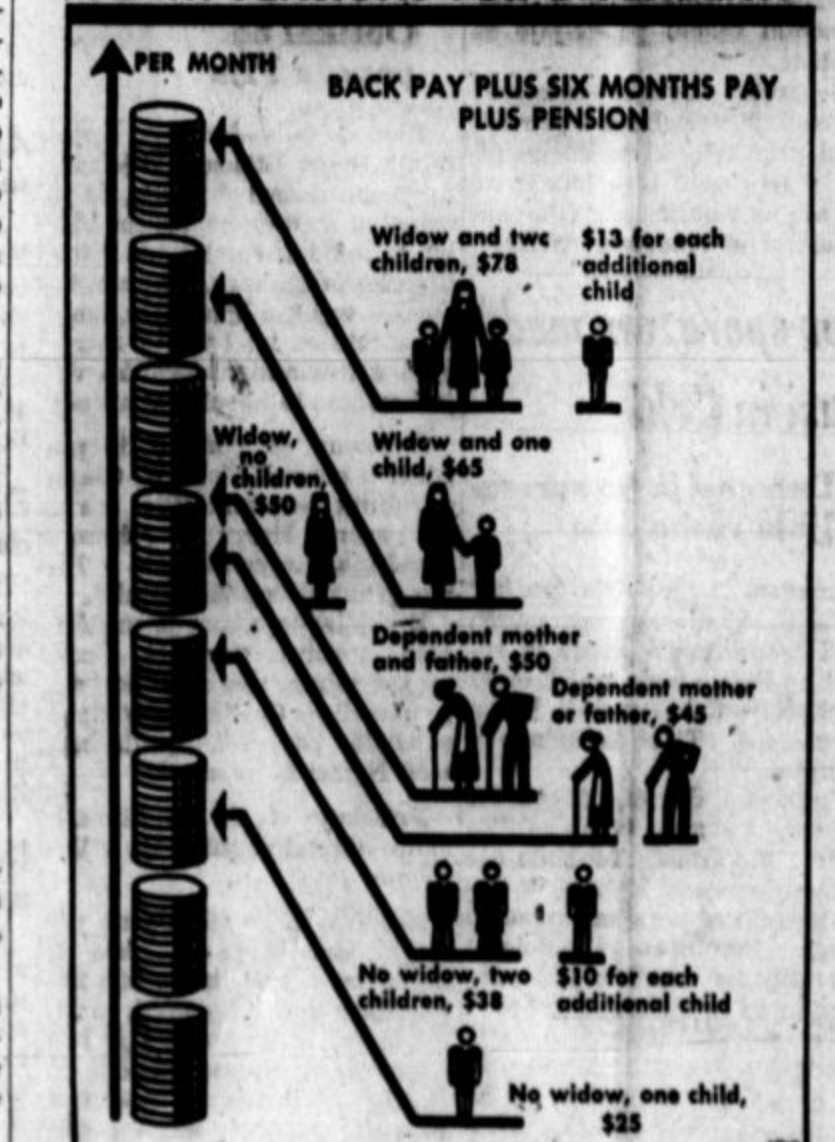 PER MONTH
BACK PAY PLUS SIX MONTHS PAY
PLUS PENSION
Widow and two
children, $78
$13 for each
additional
child
Widow,
no
children,
$50
Widow and one
child, $65
Dependent mother
and father, $50
Dependent mother
or father, $45
No widow, two
children, $38
$10 for each
additional child
No widow, one child,
$25